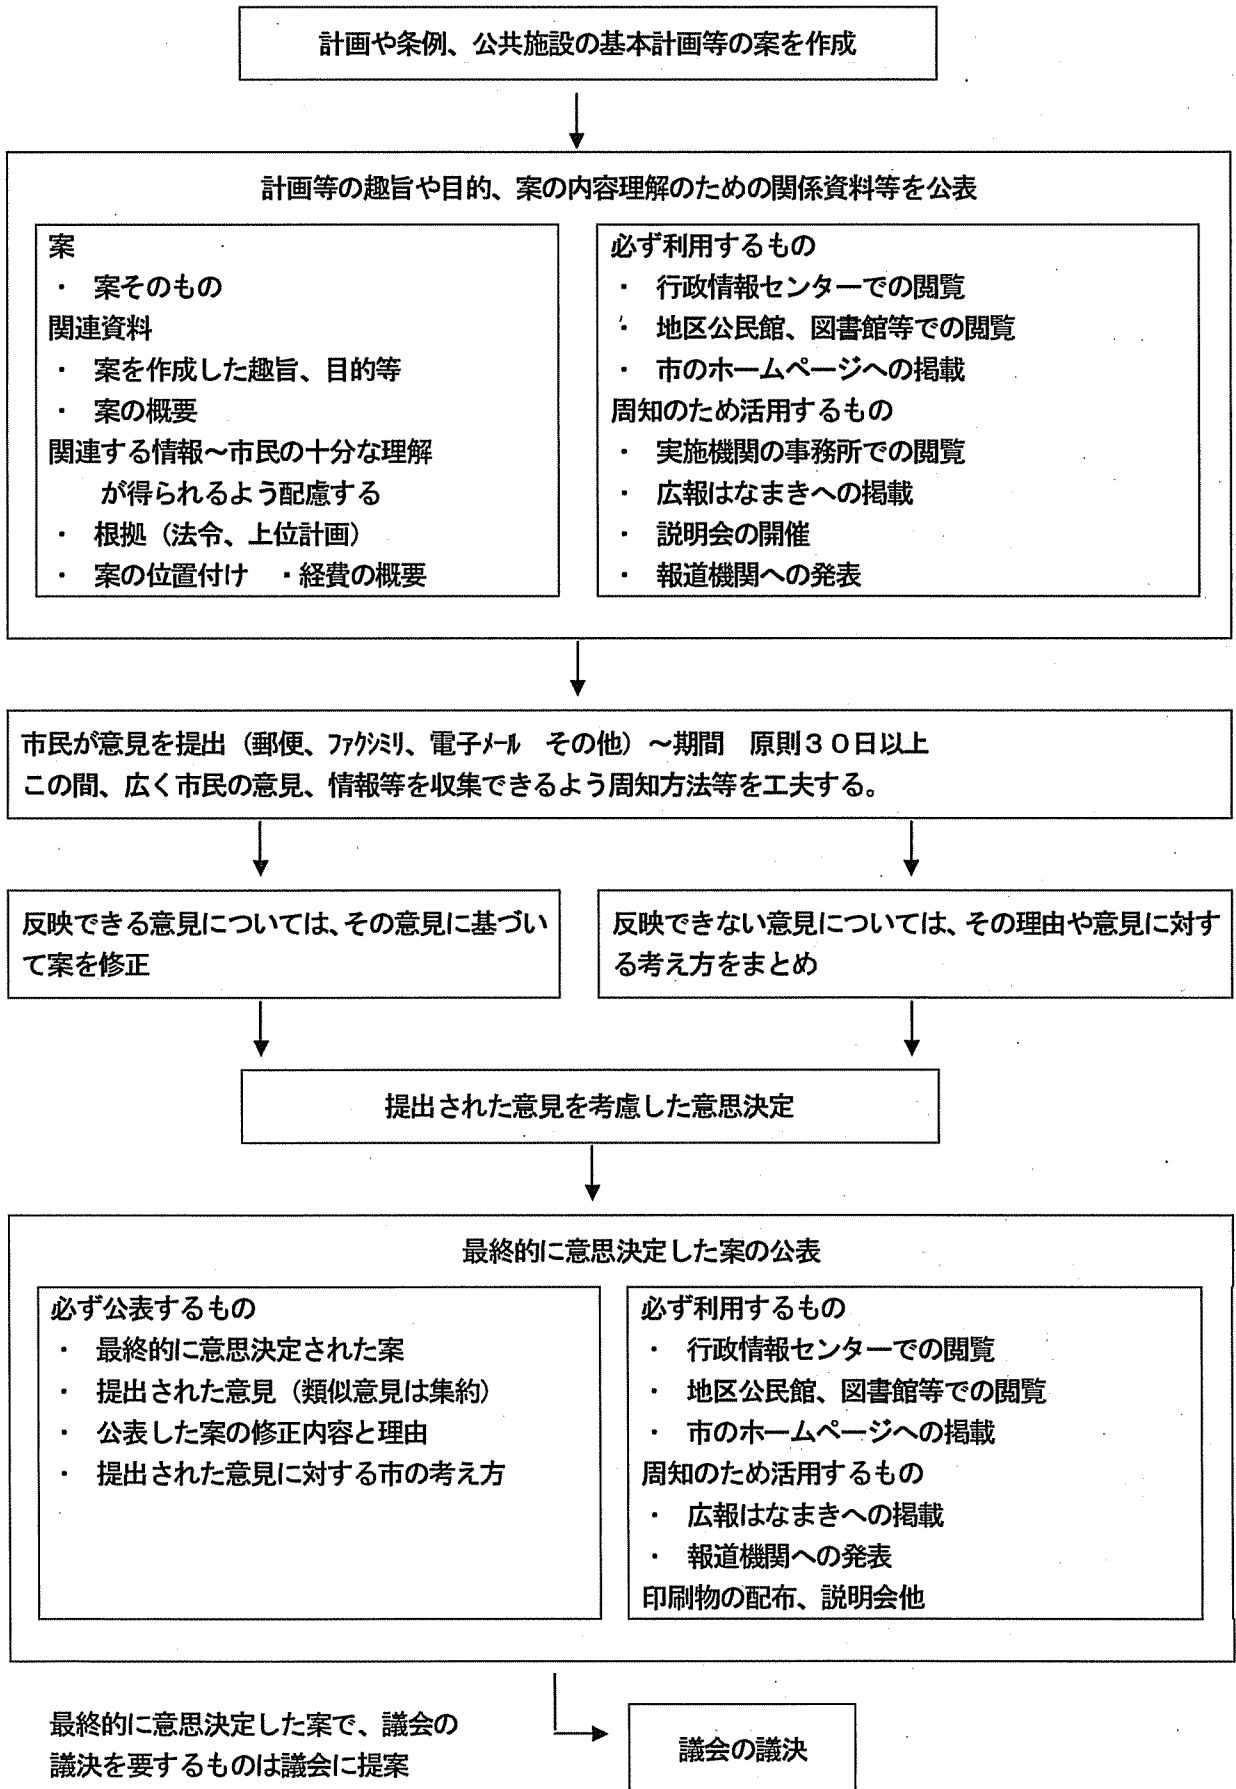 計画や条例、公共施設の基本計画等の案を作成
計画等の趣旨や目的、案の内容理解のための関係資料等を公表
案
・ 案そのもの
関連資料
・ 案を作成した趣旨、目的等
・ 案の概要
関連する情報～市民の十分な理解
が得られるよう配慮する
・ 根拠（法令、上位計画）
・ 案の位置付け ・経費の概要
必ず利用するもの
・ 行政情報センターでの閲覧
・ 地区公民館、図書館等での閲覧
・ 市のホームページへの掲載
周知のため活用するもの
・ 実施機関の事務所での閲覧
・ 広報はなまきへの掲載
・ 説明会の開催
・ 報道機関への発表
市民が意見を提出（郵便、ﾌｧｸｼﾐﾘ、電子ﾒｰﾙ その他）～期間 原則３０日以上
この間、広く市民の意見、情報等を収集できるよう周知方法等を工夫する。
反映できる意見については、その意見に基づい
て案を修正
反映できない意見については、その理由や意見に対す
る考え方をまとめ
提出された意見を考慮した意思決定
最終的に意思決定した案の公表
必ず公表するもの
・ 最終的に意思決定された案
・ 提出された意見（類似意見は集約）
・ 公表した案の修正内容と理由
・ 提出された意見に対する市の考え方
必ず利用するもの
・ 行政情報センターでの閲覧
・ 地区公民館、図書館等での閲覧
・ 市のホームページへの掲載
周知のため活用するもの
・ 広報はなまきへの掲載
・ 報道機関への発表
印刷物の配布、説明会他
最終的に意思決定した案で、議会の
議決を要するものは議会に提案
議会の議決